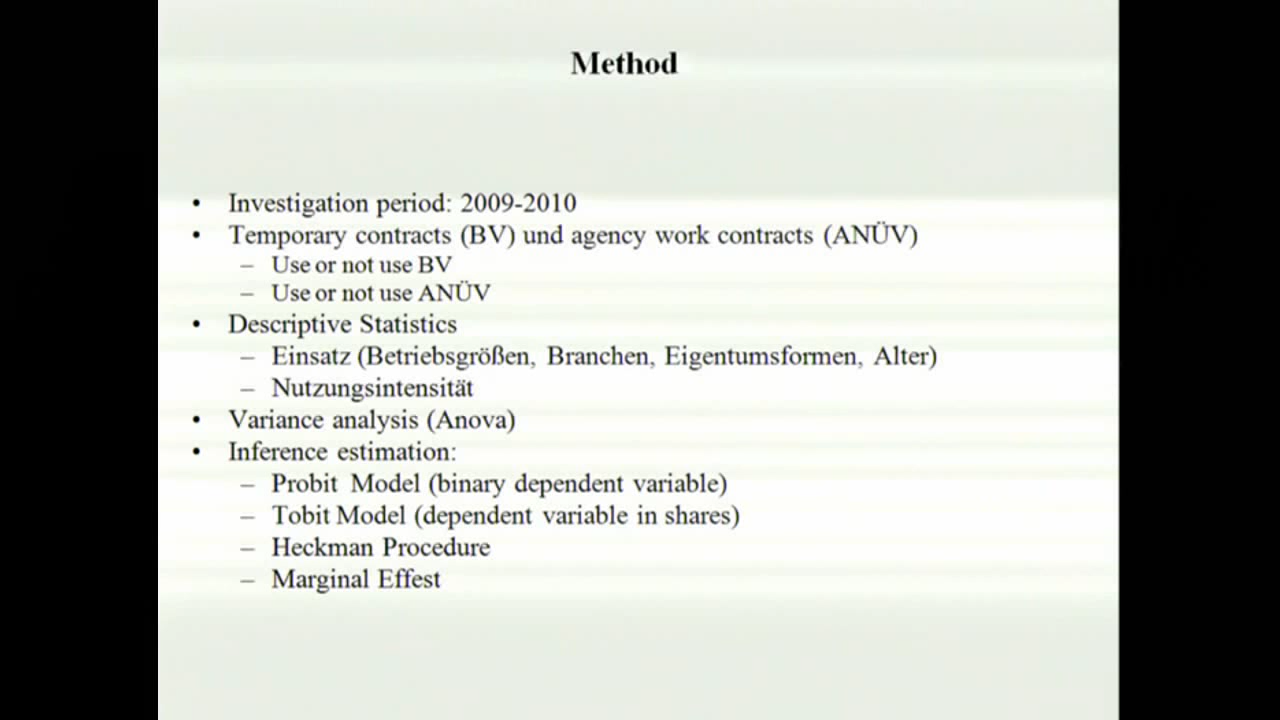 Method
• Investigation period: 2009-2010
• Temporary contracts (BV) und agency work contracts (ANÜV)
– Use or not use BV
– Use or not use ANÜV
• Descriptive Statistics
– Einsatz (Betriebsgrößen, Branchen, Eigentumsformen, Alter)
– Nutzungsintensität
• Variance analysis (Anova)
• Inference estimation:
– Probit Model (binary dependent variable)
– Tobit Model (dependent variable in shares)
– Heckman Procedure
– Marginal Effest